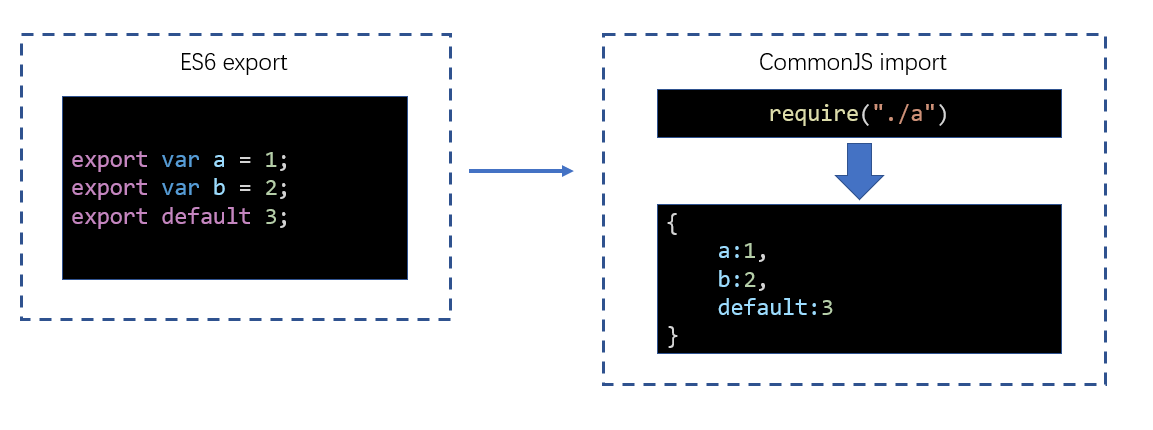 ES6 export
export var a = 1;
export var b = 2;
export default 3;
CommonJS import
require("./a")
{
    a:1,
    b:2,
    default:3
}